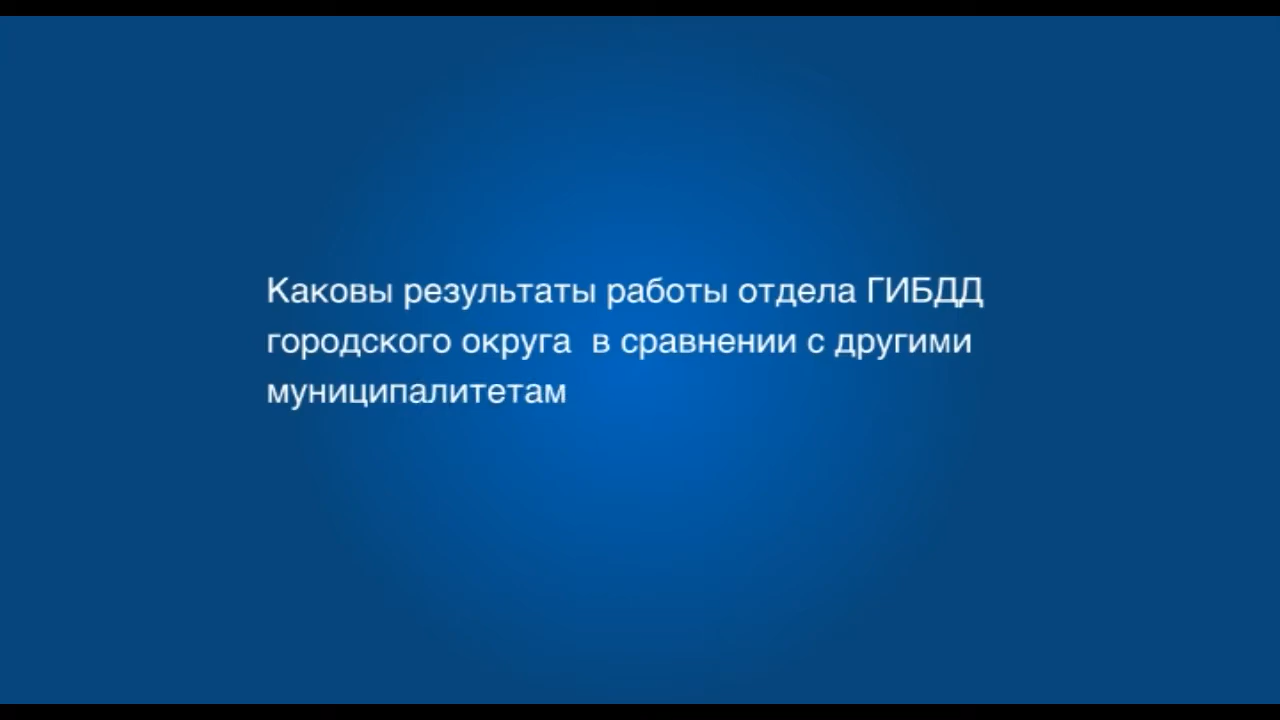 Каковы результаты работы отдела ГИБДД
городского округа  в сравнении с другими
муниципалитетам